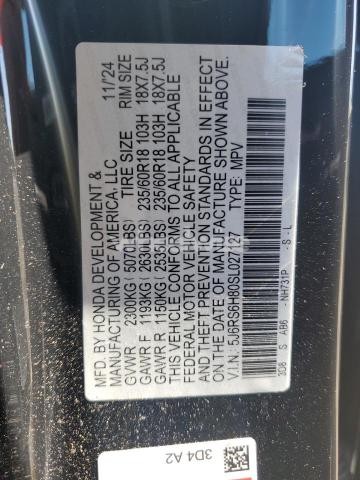 MFD. BY HONDA DEVELOPMENT & 11/24
MANUFACTURING OF AMERICA, LLC
TIRE SIZE RIM SIZE
GVWR 2300KG (5070LBS)
GAWR F 1193KG (2630LBS) 235/60R18 103H 18X7.5J
GAWR R 1150KG (2535LBS) 235/60R18 103H 18X7.5J
THIS VEHICLE CONFORMS TO ALL APPLICABLE
FEDERAL MOTOR VEHICLE SAFETY
AND THEFT PREVENTION STANDARDS IN EFFECT
ON THE DATE OF MANUFACTURE SHOWN ABOVE.
V.I.N. 5J6RS6H80SL027127 TYPE: MPV
3D8 S AB6 NH731P - S - L
3D4 A2